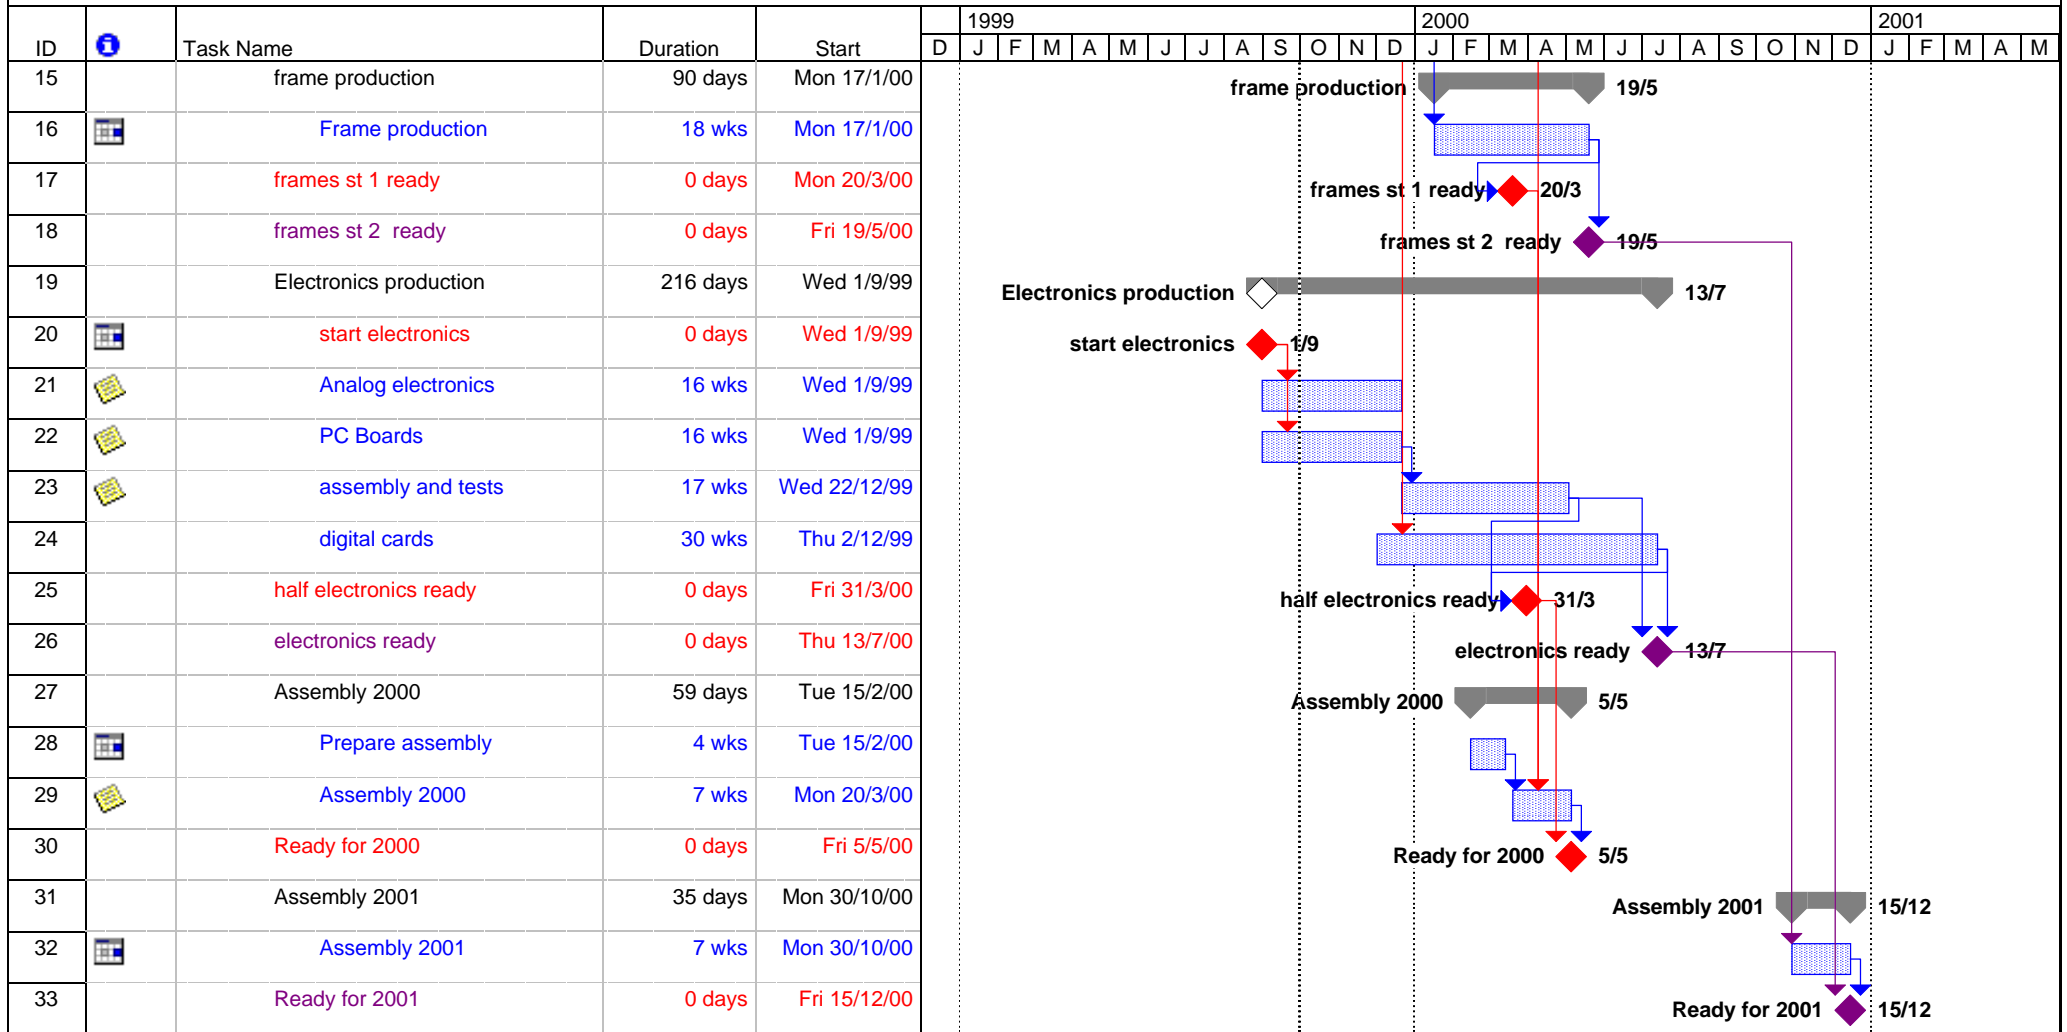 1999 2000 2001
ID Task Name Duration Start D J F M A M J J A S O N D J F M A M J J A S O N D J F M A M
15 frame production 90 days Mon 17/1/00 frame production 19/5
16 Frame production 18 wks Mon 17/1/00
17 frames st 1 ready 0 days Mon 20/3/00 frames st 1 ready 20/3
18 frames st 2 ready 0 days Fri 19/5/00 frames st 2 ready 19/5
19 Electronics production 216 days Wed 1/9/99 Electronics production 13/7
20 start electronics 0 days Wed 1/9/99 start electronics 1/9
21 Analog electronics 16 wks Wed 1/9/99
22 PC Boards 16 wks Wed 1/9/99
23 assembly and tests 17 wks Wed 22/12/99
24 digital cards 30 wks Thu 2/12/99
25 half electronics ready 0 days Fri 31/3/00 half electronics ready 31/3
26 electronics ready 0 days Thu 13/7/00 electronics ready 13/7
27 Assembly 2000 59 days Tue 15/2/00 Assembly 2000 5/5
28 Prepare assembly 4 wks Tue 15/2/00
29 Assembly 2000 7 wks Mon 20/3/00
30 Ready for 2000 0 days Fri 5/5/00 Ready for 2000 5/5
31 Assembly 2001 35 days Mon 30/10/00 Assembly 2001 15/12
32 Assembly 2001 7 wks Mon 30/10/00
33 Ready for 2001 0 days Fri 15/12/00 Ready for 2001 15/12